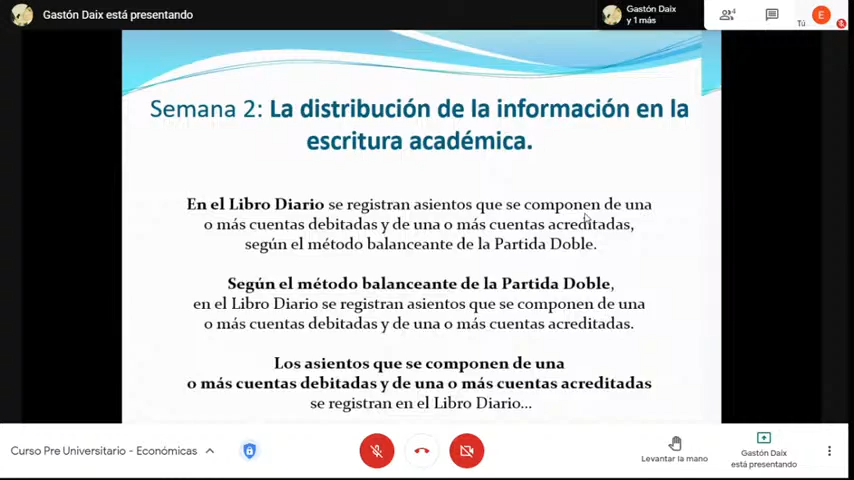 Gastón Daix está presentando
Gastón Daix
y 1 más
4
Tú
E
Semana 2: La distribución de la información en la
escritura académica.
En el Libro Diario se registran asientos que se componen de una
o más cuentas debitadas y de una o más cuentas acreditadas,
según el método balanceante de la Partida Doble.
Según el método balanceante de la Partida Doble,
en el Libro Diario se registran asientos que se componen de una
o más cuentas debitadas y de una o más cuentas acreditadas.
Los asientos que se componen de una
o más cuentas debitadas y de una o más cuentas acreditadas
se registran en el Libro Diario...
Curso Pre Universitario - Económicas
Levantar la mano
Gastón Daix
está presentando